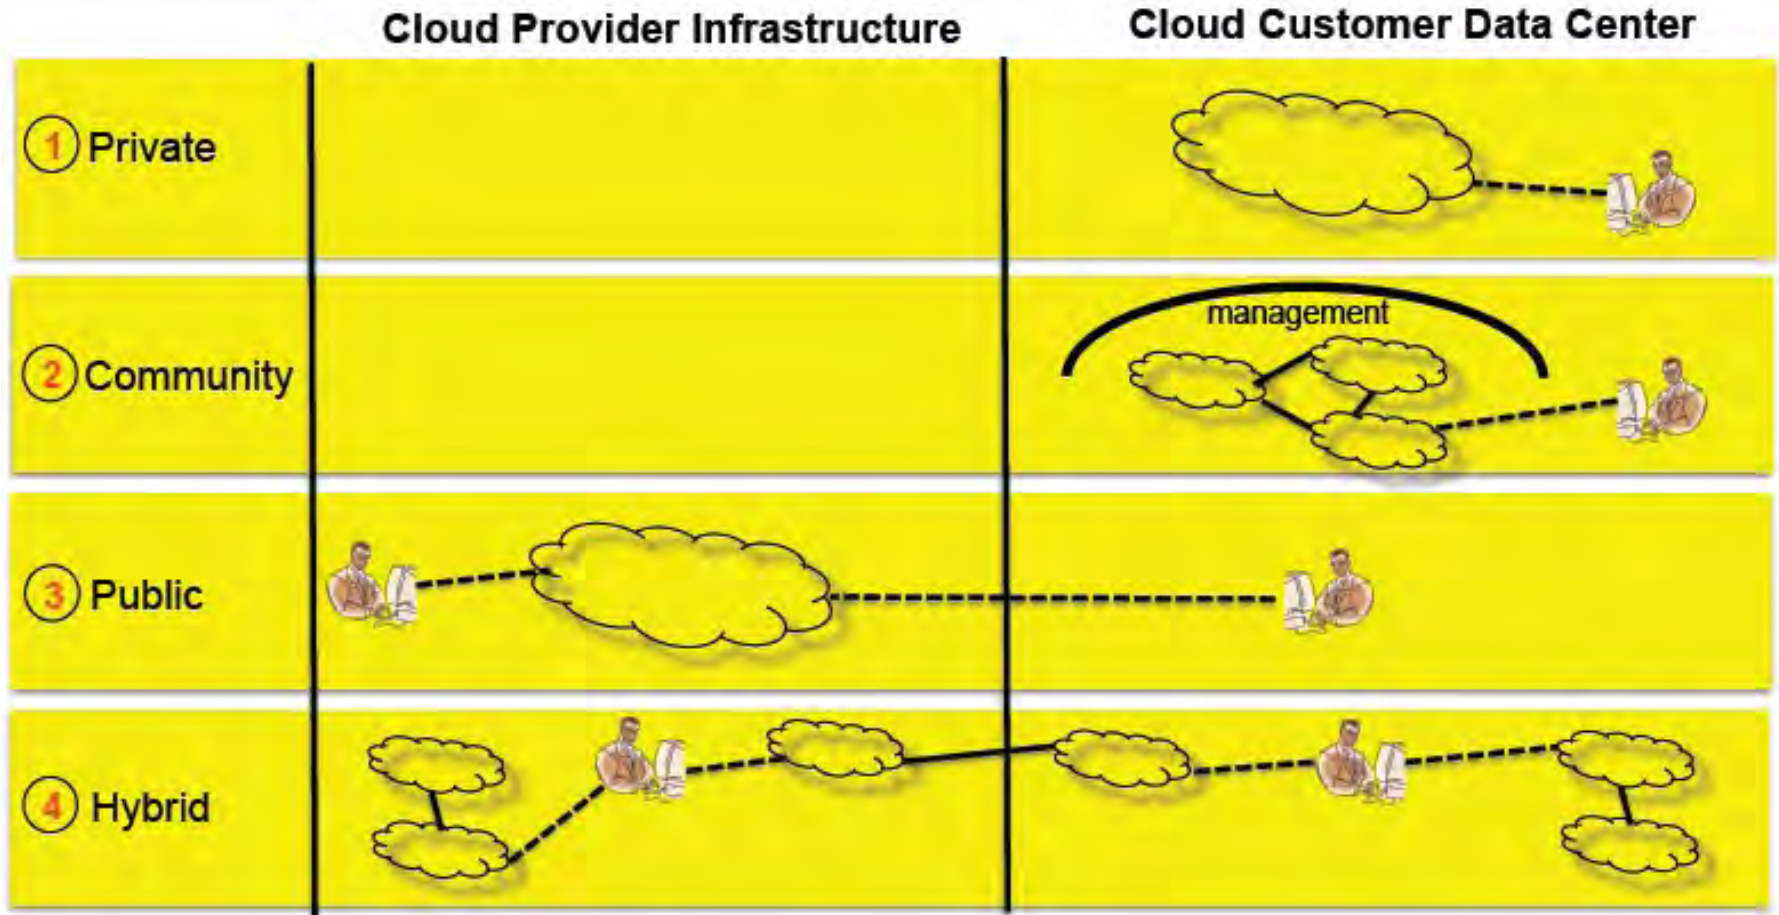 Cloud Provider Infrastructure
Cloud Customer Data Center
1 Private
management
2 Community
3 Public
4 Hybrid